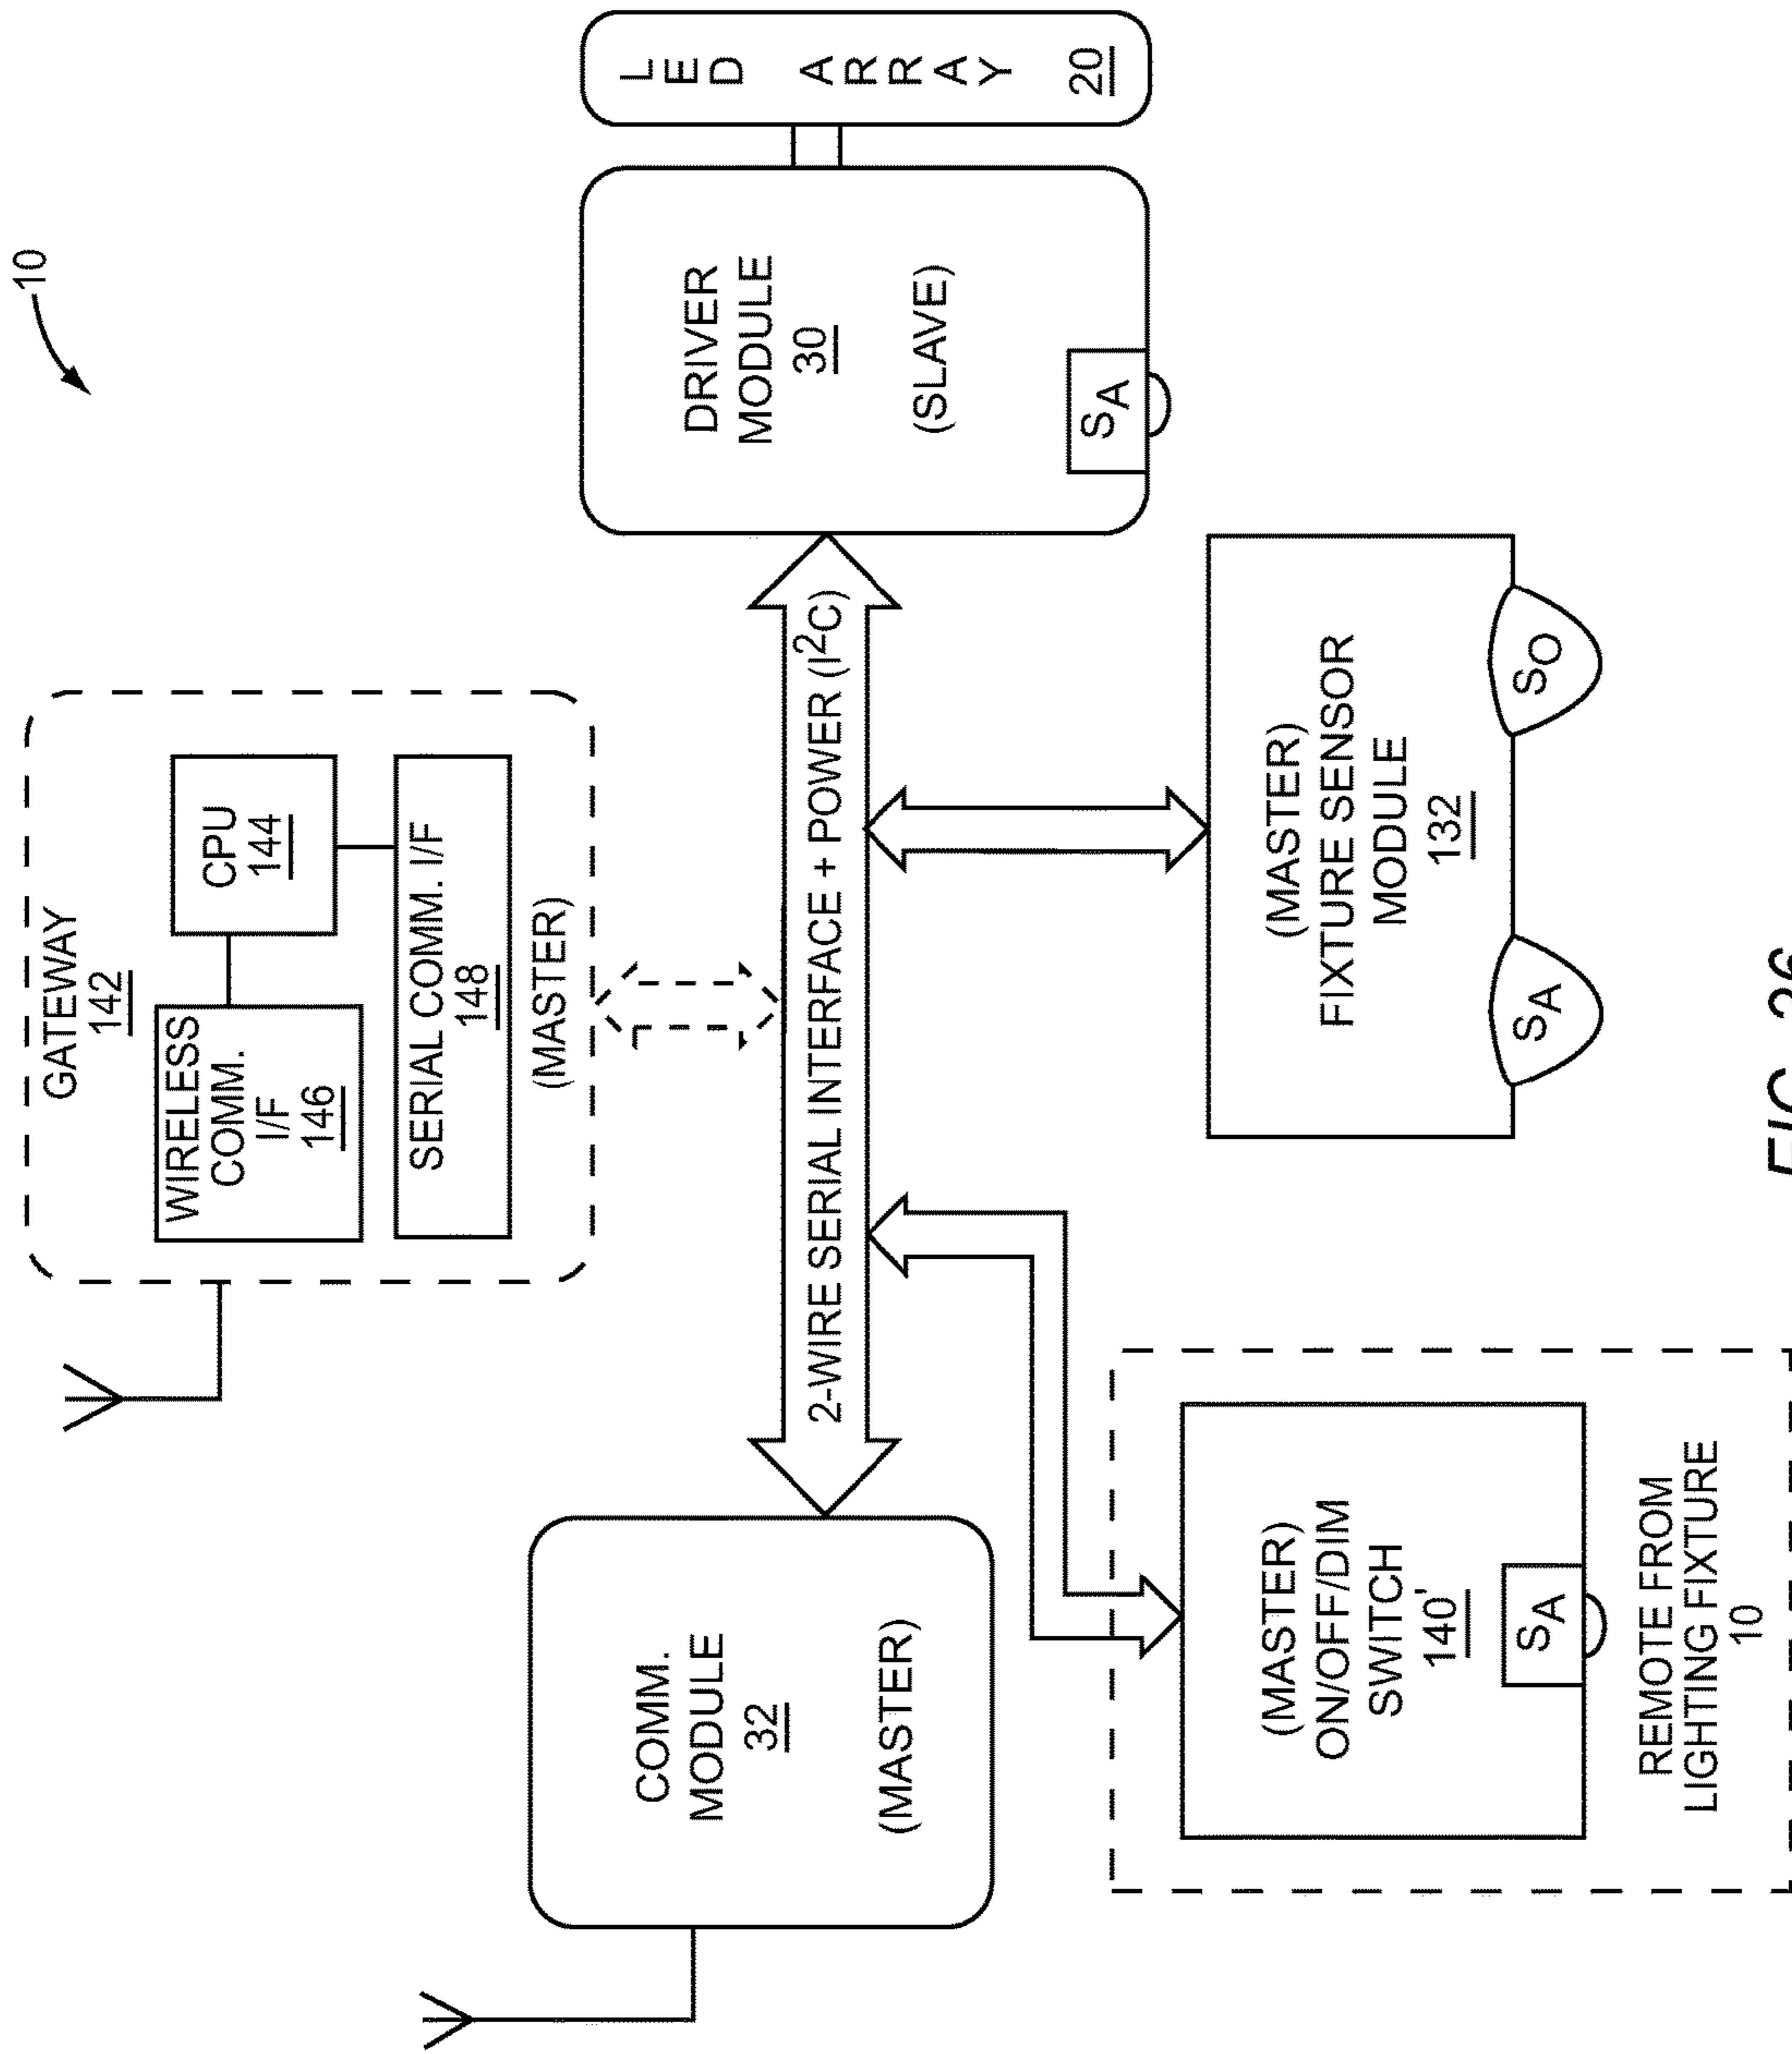 10
GATEWAY
142
WIRELESS
COMM.
I/F
146
CPU
144
SERIAL COMM. I/F
148
(MASTER)
COMM.
MODULE
32
(MASTER)
2-WIRE SERIAL INTERFACE + POWER (I²C)
DRIVER
MODULE
30
(SLAVE)
SA
LED ARRAY
20
(MASTER)
ON/OFF/DIM
SWITCH
140'
SA
REMOTE FROM
LIGHTING FIXTURE
10
(MASTER)
FIXTURE SENSOR
MODULE
132
SA
SO